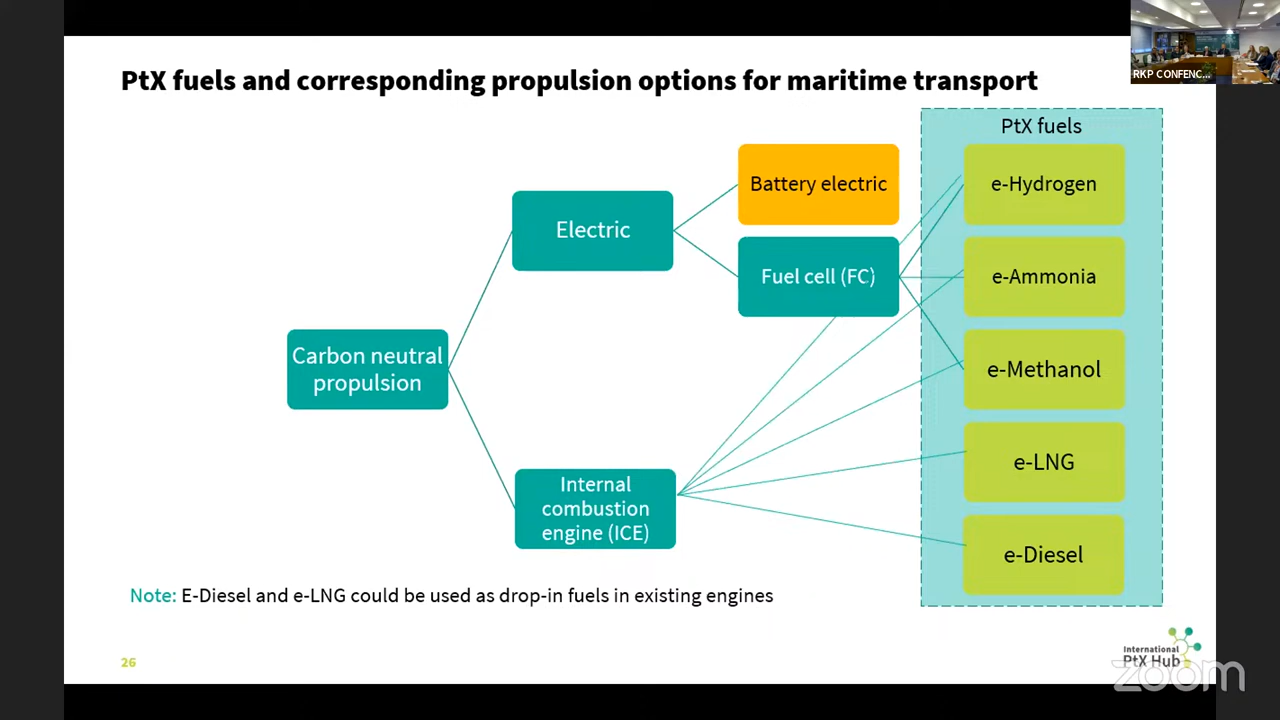 PtX fuels and corresponding propulsion options for maritime transport
RKP CONFENC...
PtX fuels
Battery electric
e-Hydrogen
Electric
Fuel cell (FC)
e-Ammonia
Carbon neutral
propulsion
e-Methanol
e-LNG
Internal
combustion
engine (ICE)
e-Diesel
Note: E-Diesel and e-LNG could be used as drop-in fuels in existing engines
26
International
PtX Hub
zoom